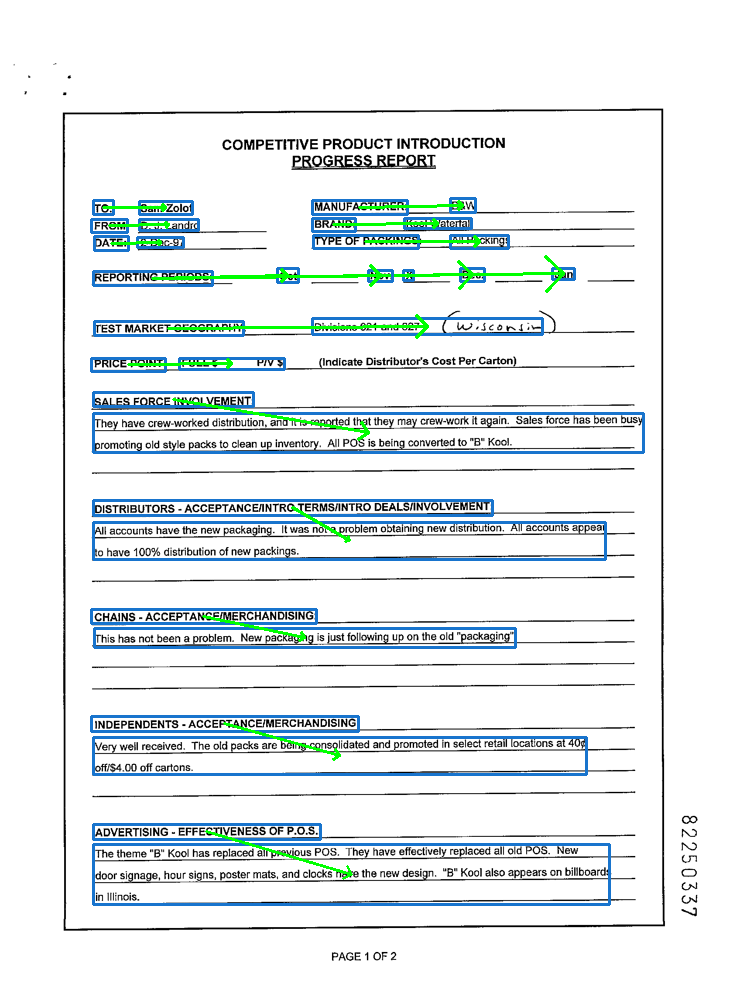 COMPETITIVE PRODUCT INTRODUCTION
PROGRESS REPORT
TO: Sam Zolot MANUFACTURER: B&W
FROM: D. J. Landro BRAND: Kool Waterfal
DATE: 2-Dec-97 TYPE OF PACKINGS: All Packings
REPORTING PERIODS: Oct Nov X Dec Jan
TEST MARKET GEOGRAPHY Divisions 621 and 627 (Wisconsin)
PRICE POINT FULL $ P/V $ (Indicate Distributor's Cost Per Carton)
SALES FORCE INVOLVEMENT
They have crew-worked distribution, and it is reported that they may crew-work it again. Sales force has been busy
promoting old style packs to clean up inventory. All POS is being converted to "B" Kool.
DISTRIBUTORS - ACCEPTANCE/INTRO TERMS/INTRO DEALS/INVOLVEMENT
All accounts have the new packaging. It was not a problem obtaining new distribution. All accounts appear
to have 100% distribution of new packings.
CHAINS - ACCEPTANCE/MERCHANDISING
This has not been a problem. New packaging is just following up on the old "packaging"
INDEPENDENTS - ACCEPTANCE/MERCHANDISING
Very well received. The old packs are being consolidated and promoted in select retail locations at 40¢
off/$4.00 off cartons.
ADVERTISING - EFFECTIVENESS OF P.O.S.
The theme "B" Kool has replaced all previous POS. They have effectively replaced all old POS. New
door signage, hour signs, poster mats, and clocks have the new design. "B" Kool also appears on billboards
in Illinois.
82250337
PAGE 1 OF 2